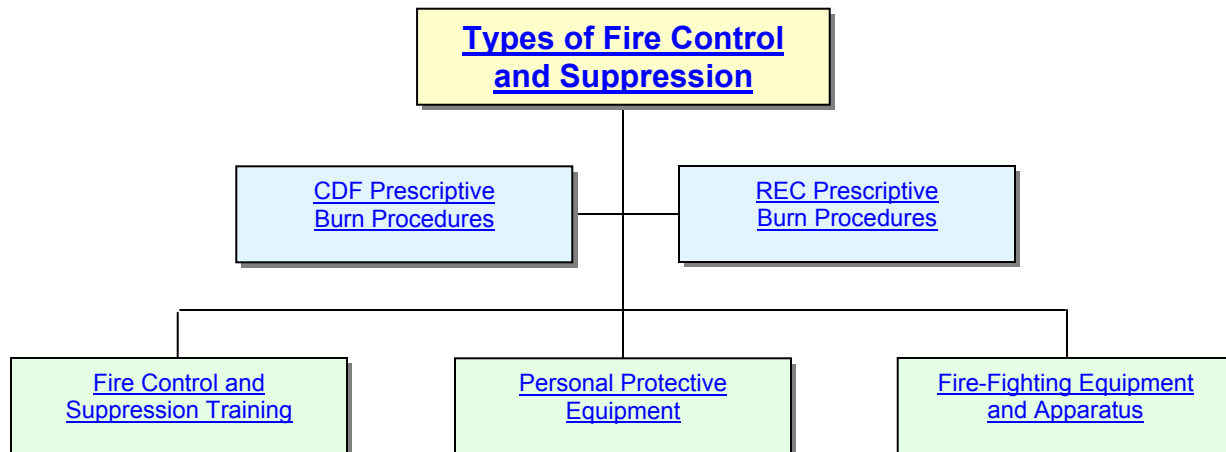 Types of Fire Control
and Suppression
CDF Prescriptive
Burn Procedures
REC Prescriptive
Burn Procedures
Fire Control and
Suppression Training
Personal Protective
Equipment
Fire-Fighting Equipment
and Apparatus